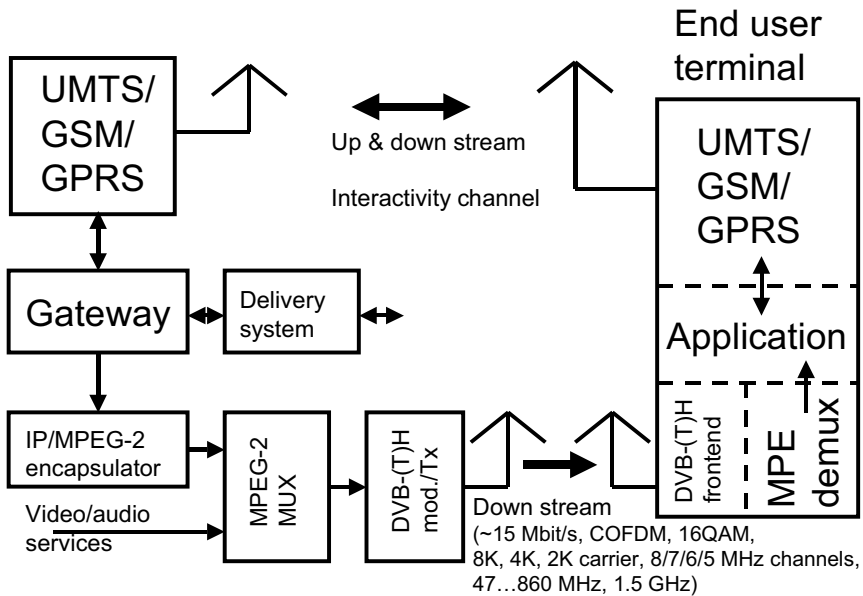 End user
terminal
UMTS/
GSM/
GPRS
Up & down stream
Interactivity channel
UMTS/
GSM/
GPRS
Gateway
Delivery
system
Application
IP/MPEG-2
encapsulator
Video/audio
services
MPEG-2
MUX
DVB-(T)H
mod./Tx
DVB-(T)H
frontend
MPE
demux
Down stream
(~15 Mbit/s, COFDM, 16QAM,
8K, 4K, 2K carrier, 8/7/6/5 MHz channels,
47…860 MHz, 1.5 GHz)